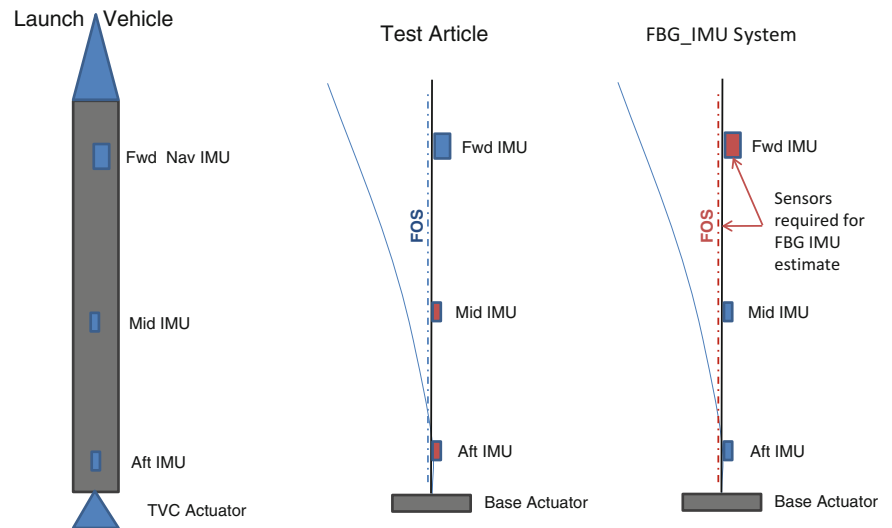 Launch Vehicle
Fwd Nav IMU
Mid IMU
Aft IMU
TVC Actuator
Test Article
FOS
Fwd IMU
Mid IMU
Aft IMU
Base Actuator
FBG_IMU System
FOS
Fwd IMU
Sensors
required for
FBG IMU
estimate
Mid IMU
Aft IMU
Base Actuator